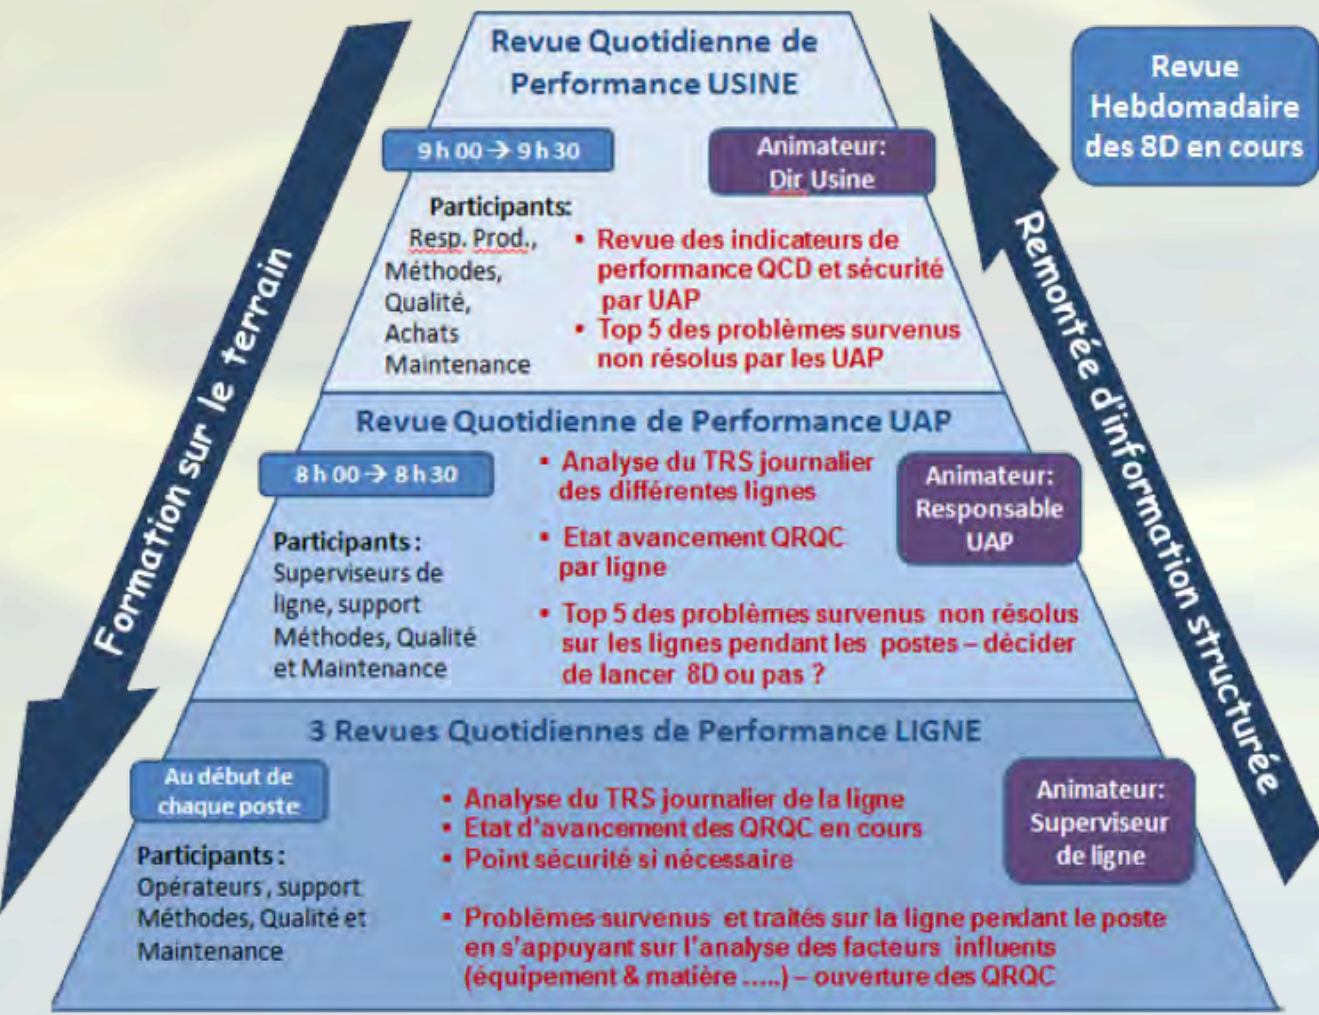 Revue Quotidienne de
Performance USINE
Revue
Hebdomadaire
des 8D en cours
9 h 00 → 9 h 30
Animateur:
Dir Usine
Participants:
Resp. Prod.,
Méthodes,
Qualité,
Achats
Maintenance
▪ Revue des indicateurs de
performance QCD et sécurité
par UAP
▪ Top 5 des problèmes survenus
non résolus par les UAP
Formation sur le terrain
Remontée d'information structurée
Revue Quotidienne de Performance UAP
8 h 00 → 8 h 30
Animateur:
Responsable
UAP
Participants :
Superviseurs de
ligne, support
Méthodes, Qualité
et Maintenance
▪ Analyse du TRS journalier
des différentes lignes
▪ Etat avancement QRQC
par ligne
▪ Top 5 des problèmes survenus non résolus
sur les lignes pendant les postes – décider
de lancer 8D ou pas ?
3 Revues Quotidiennes de Performance LIGNE
Au début de
chaque poste
Animateur:
Superviseur
de ligne
Participants :
Opérateurs , support
Méthodes, Qualité et
Maintenance
▪ Analyse du TRS journalier de la ligne
▪ Etat d'avancement des QRQC en cours
▪ Point sécurité si nécessaire
▪ Problèmes survenus et traités sur la ligne pendant le poste
en s'appuyant sur l'analyse des facteurs influents
(équipement & matière .....) – ouverture des QRQC